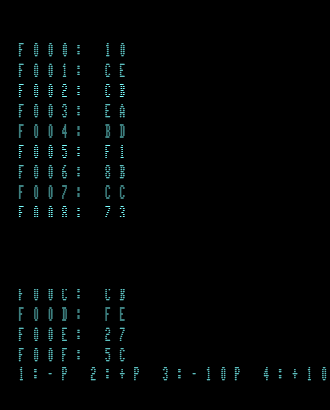 F000: 10
F001: CE
F002: CB
F003: EA
F004: BD
F005: F1
F006: 8B
F007: CC
F008: 73
F00C: CB
F00D: FE
F00E: 27
F00F: 5C
1:-P 2:+P 3:-10P 4:+10